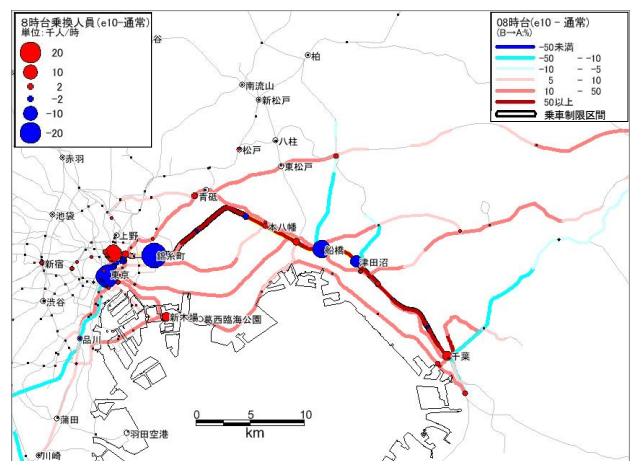 8時台乗換人員(e10-通常)
単位:千人/時
20
10
2
-2
-10
-20
08時台(e10 - 通常)
(B→A:%)
-50未満
-50 - -10
-10 - -5
5 - 10
10 - 50
50以上
乗車制限区間
柏
南流山
新松戸
八柱
松戸
東松戸
赤羽
青砥
池袋
本八幡
上野
船橋
錦糸町
津田沼
新宿
東京
渋谷
新木場
葛西臨海公園
品川
千葉
蒲田
羽田空港
川崎
0 5 10
km